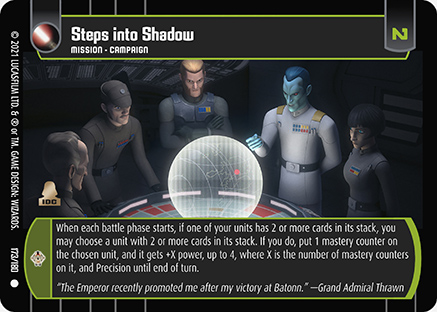 Steps into Shadow
MISSION - CAMPAIGN
N
IDC
When each battle phase starts, if one of your units has 2 or more cards in its stack, you
may choose a unit with 2 or more cards in its stack. If you do, put 1 mastery counter on
the chosen unit, and it gets +X power, up to 4, where X is the number of mastery counters
on it, and Precision until end of turn.
"The Emperor recently promoted me after my victory at Batonn." —Grand Admiral Thrawn
© 2021 LUCASFILM LTD. & ® OR TM. GAME DESIGN: WIZARDS.
173/180